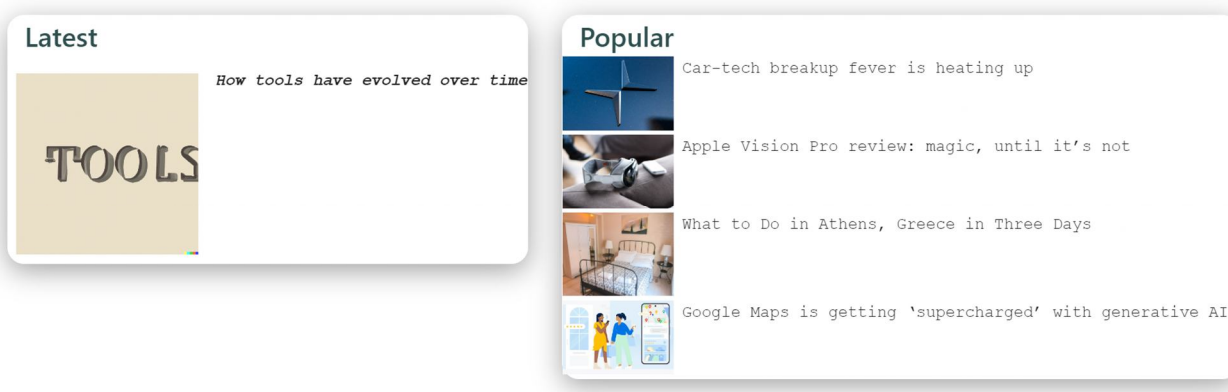 Latest
How tools have evolved over time
TOOLS
Popular
Car-tech breakup fever is heating up
Apple Vision Pro review: magic, until it’s not
What to Do in Athens, Greece in Three Days
Google Maps is getting ‘supercharged’ with generative AI